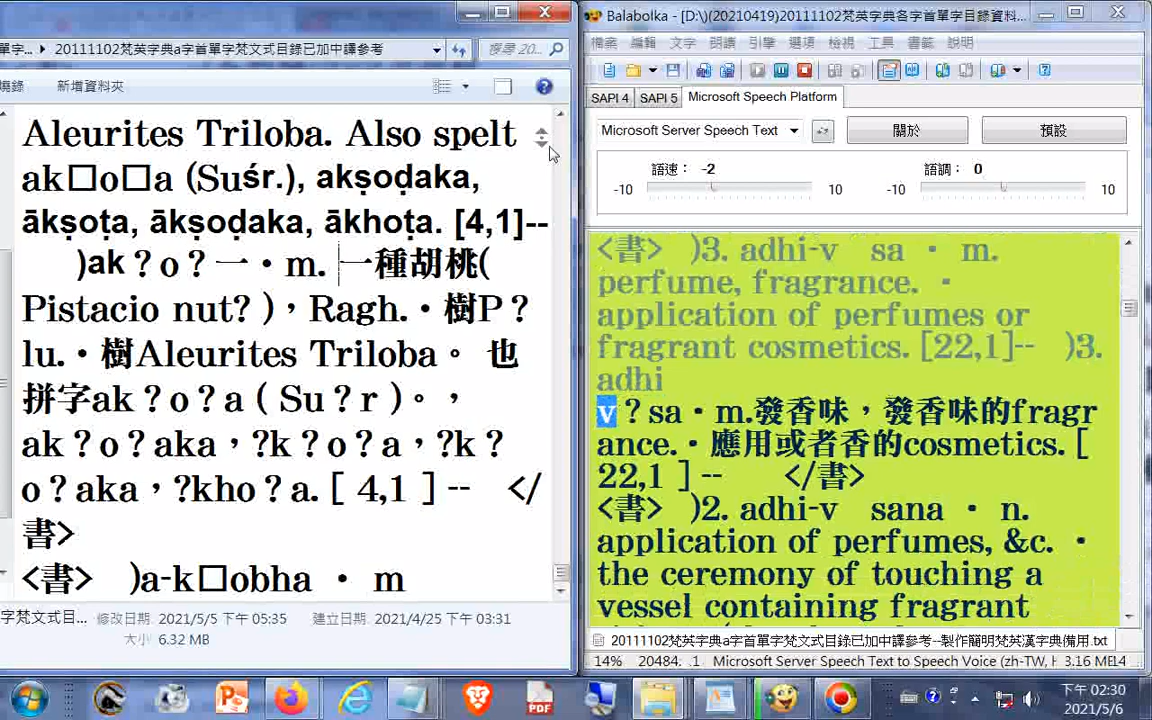 單字... ▸ 20111102梵英字典a字首單字梵文式目錄已加中譯參考
搜尋 20...
燒錄 新增資料夾
Aleurites Triloba. Also spelt
ak□o□a (Suśr.), akṣoḍaka,
ākṣoṭa, ākṣoḍaka, ākhoṭa. [4,1]--
)ak？o？一・m. 一種胡桃(
Pistacio nut? )，Ragh.・樹P？
lu.・樹Aleurites Triloba。 也
拼字ak？o？a ( Su？r )。，
ak？o？aka，?k？o？a，?k？
o？aka，?kho？a. [ 4,1 ] -- </
書>
<書> )a-k□obha ・ m
字梵文式目... 修改日期: 2021/5/5 下午 05:35 建立日期: 2021/4/25 下午 03:31
大小: 6.32 MB
Balabolka - [D:\)(20210419)20111102梵英字典各字首單字目錄資料...
檔案 編輯 文字 朗讀 引擎 選項 檢視 工具 書籤 說明
SAPI 4 SAPI 5 Microsoft Speech Platform
Microsoft Server Speech Text 關於 預設
語速: -2 語調: 0
-10 10 -10 10
<書> )3. adhi-v sa ・ m.
perfume, fragrance. ・
application of perfumes or
fragrant cosmetics. [22,1]-- )3.
adhi
v？sa・m.發香味，發香味的fragr
ance.・應用或者香的cosmetics. [
22,1 ] -- </書>
<書> )2. adhi-v sana ・ n.
application of perfumes, &c. ・
the ceremony of touching a
vessel containing fragrant
20111102梵英字典a字首單字梵文式目錄已加中譯參考--製作簡明梵英漢字典備用.txt
14% 20484. .1 Microsoft Server Speech Text to Speech Voice (zh-TW, H 3.16 ME14
PDF
下午 02:30
2021/5/6